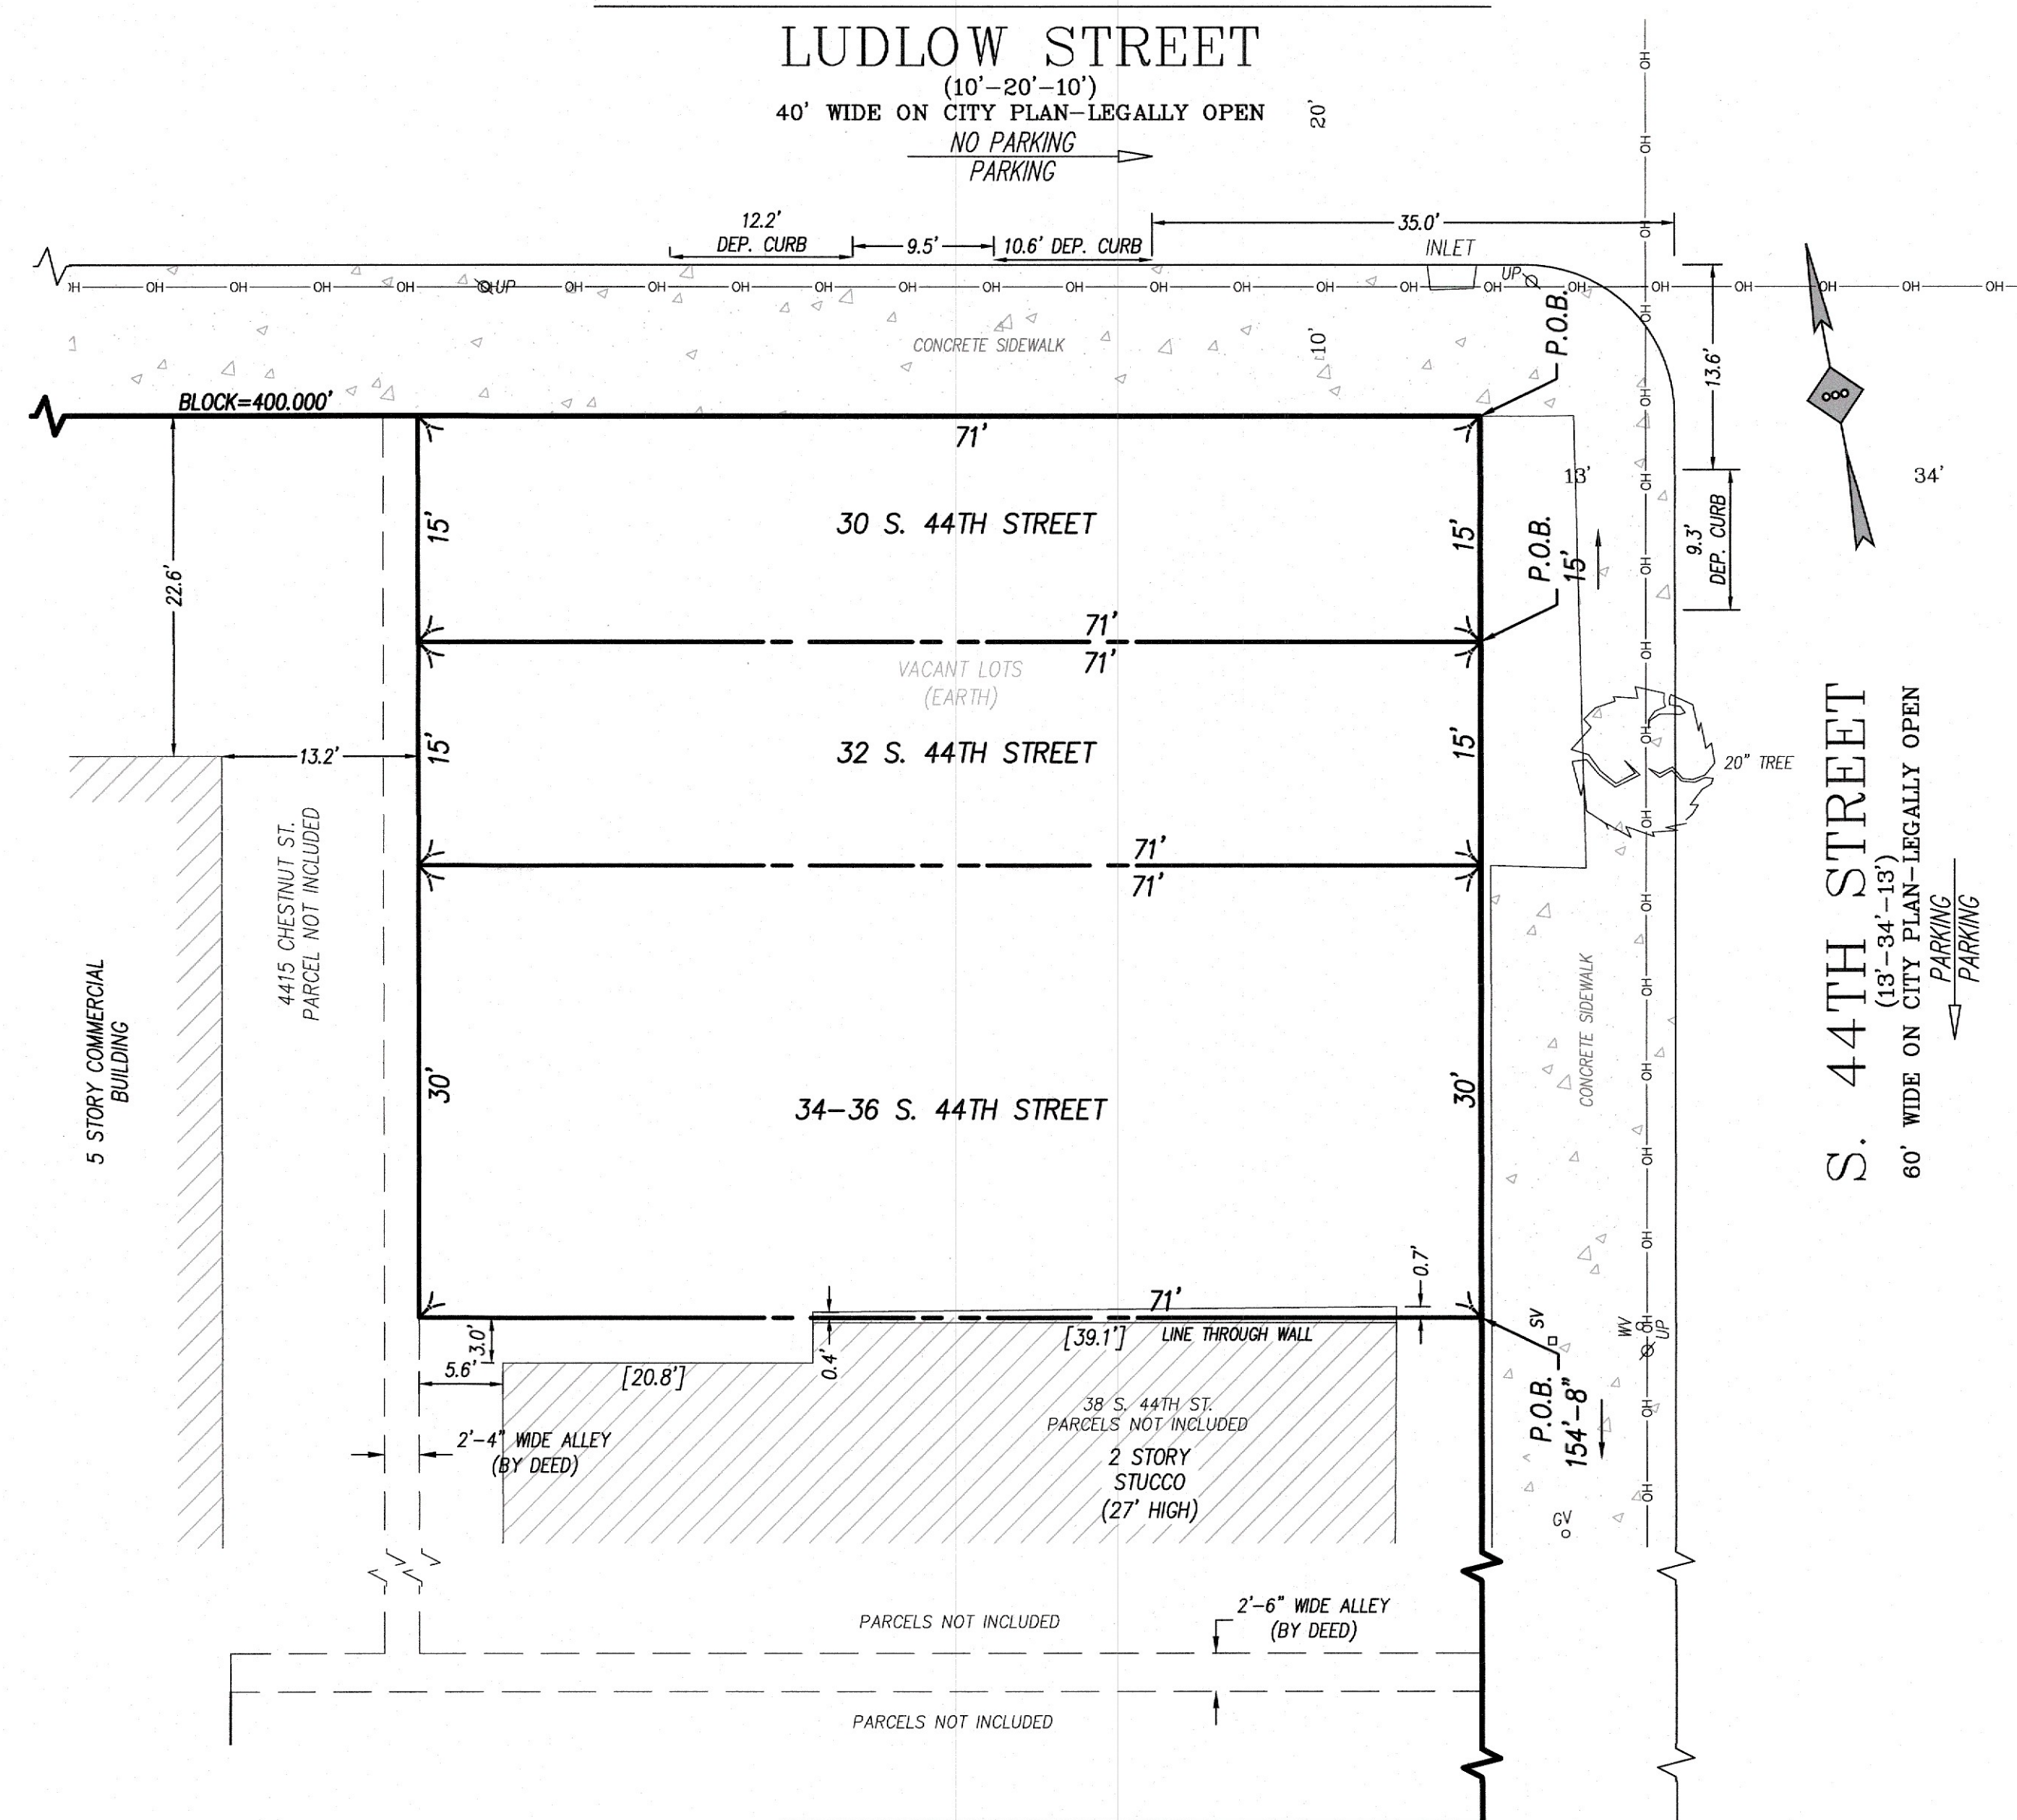 LUDLOW STREET
(10'-20'-10')
40' WIDE ON CITY PLAN-LEGALLY OPEN
20'
NO PARKING
PARKING
12.2'
DEP. CURB
9.5'
10.6' DEP. CURB
35.0'
INLET
UP
UP
OH
P.O.B.
CONCRETE SIDEWALK
10'
13.6'
BLOCK=400.000'
71'
13'
34'
22.6'
15'
30 S. 44TH STREET
15'
P.O.B.
15'
9.3'
DEP. CURB
71'
71'
VACANT LOTS
(EARTH)
15'
32 S. 44TH STREET
15'
13.2'
20" TREE
4415 CHESTNUT ST.
PARCEL NOT INCLUDED
71'
71'
S. 44TH STREET
(13'-34'-13')
60' WIDE ON CITY PLAN-LEGALLY OPEN
PARKING
PARKING
CONCRETE SIDEWALK
5 STORY COMMERCIAL
BUILDING
30'
34-36 S. 44TH STREET
30'
0.7'
71'
3.0'
[39.1']
LINE THROUGH WALL
0.4'
SV
WV
UP
5.6'
[20.8']
38 S. 44TH ST.
PARCELS NOT INCLUDED
2 STORY
STUCCO
(27' HIGH)
P.O.B.
154'-8"
2'-4" WIDE ALLEY
(BY DEED)
GV
2'-6" WIDE ALLEY
(BY DEED)
PARCELS NOT INCLUDED
PARCELS NOT INCLUDED